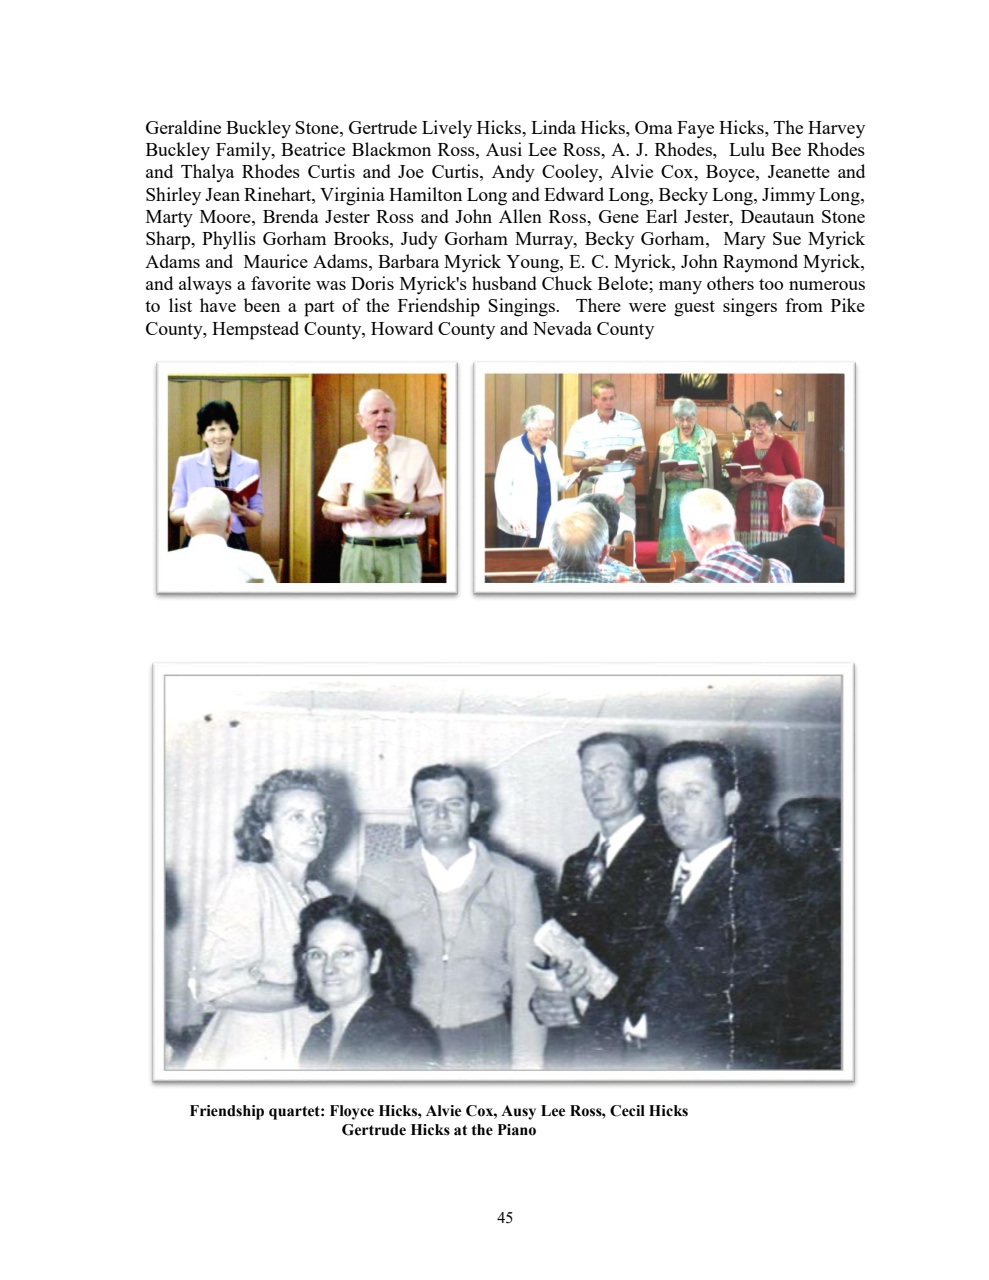 Geraldine Buckley Stone, Gertrude Lively Hicks, Linda Hicks, Oma Faye Hicks, The Harvey
Buckley Family, Beatrice Blackmon Ross, Ausi Lee Ross, A. J. Rhodes, Lulu Bee Rhodes
and Thalya Rhodes Curtis and Joe Curtis, Andy Cooley, Alvie Cox, Boyce, Jeanette and
Shirley Jean Rinehart, Virginia Hamilton Long and Edward Long, Becky Long, Jimmy Long,
Marty Moore, Brenda Jester Ross and John Allen Ross, Gene Earl Jester, Deautaun Stone
Sharp, Phyllis Gorham Brooks, Judy Gorham Murray, Becky Gorham, Mary Sue Myrick
Adams and Maurice Adams, Barbara Myrick Young, E. C. Myrick, John Raymond Myrick,
and always a favorite was Doris Myrick's husband Chuck Belote; many others too numerous
to list have been a part of the Friendship Singings. There were guest singers from Pike
County, Hempstead County, Howard County and Nevada County
Friendship quartet: Floyce Hicks, Alvie Cox, Ausy Lee Ross, Cecil Hicks
Gertrude Hicks at the Piano
45